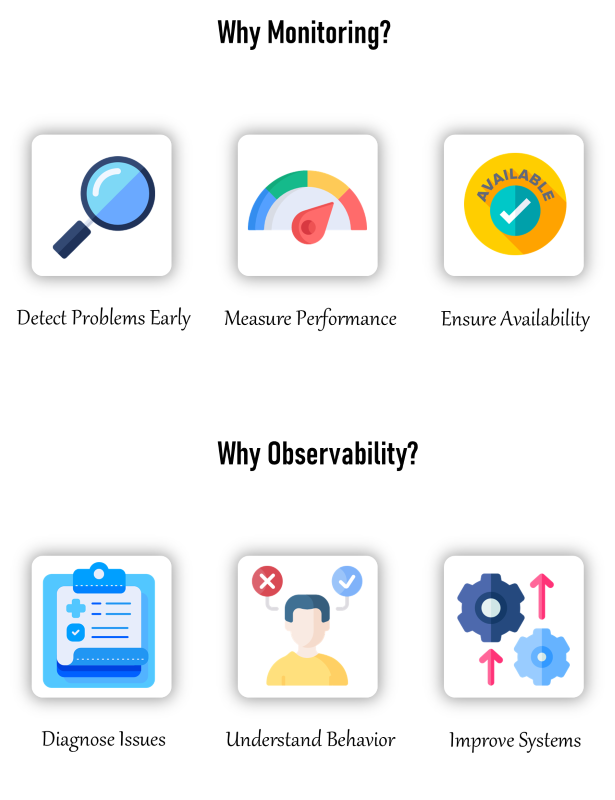 Why Monitoring?
AVAILABLE
Detect Problems Early
Measure Performance
Ensure Availability
Why Observability?
Diagnose Issues
Understand Behavior
Improve Systems